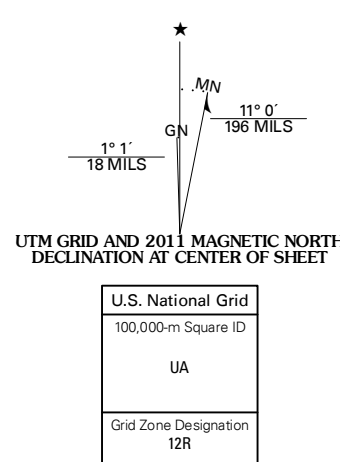 ★
MN
GN
11° 0´
196 MILS
1° 1´
18 MILS
UTM GRID AND 2011 MAGNETIC NORTH
DECLINATION AT CENTER OF SHEET
U.S. National Grid
100,000-m Square ID
UA
Grid Zone Designation
12R